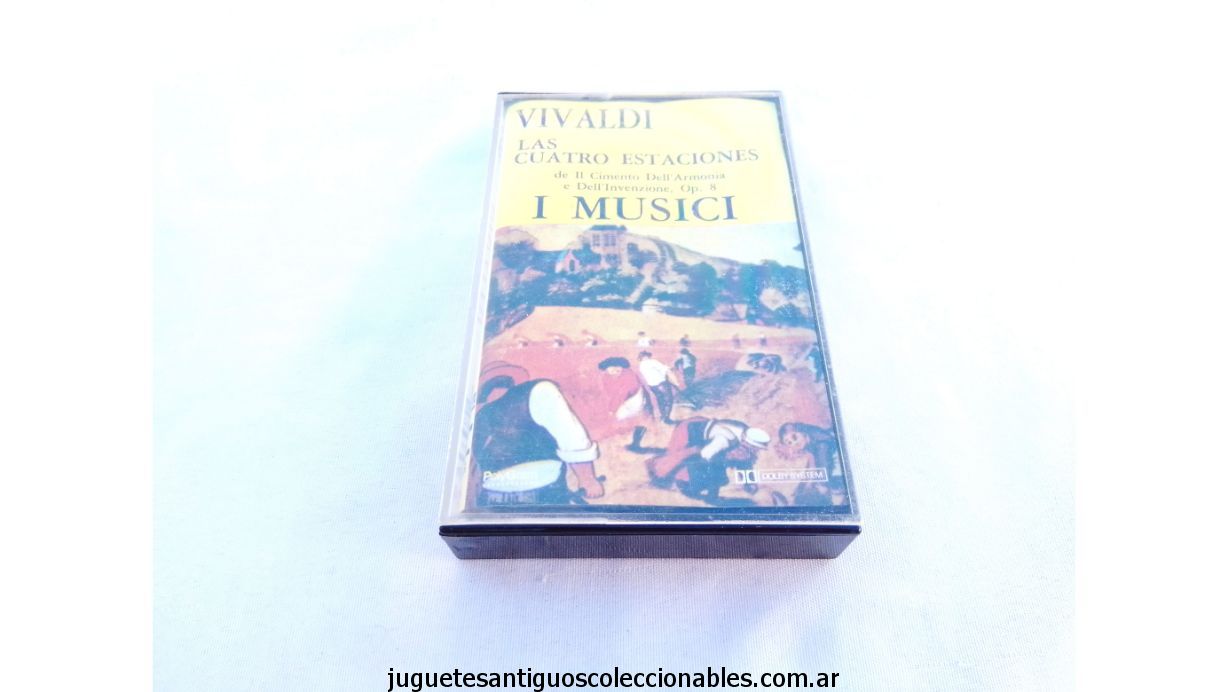 VIVALDI
LAS
CUATRO ESTACIONES
de Il Cimento Dell'Armonia
e Dell'Invenzione, Op. 8
I MUSICI
PolyGram
DOLBY SYSTEM
juguetesantiguoscoleccionables.com.ar